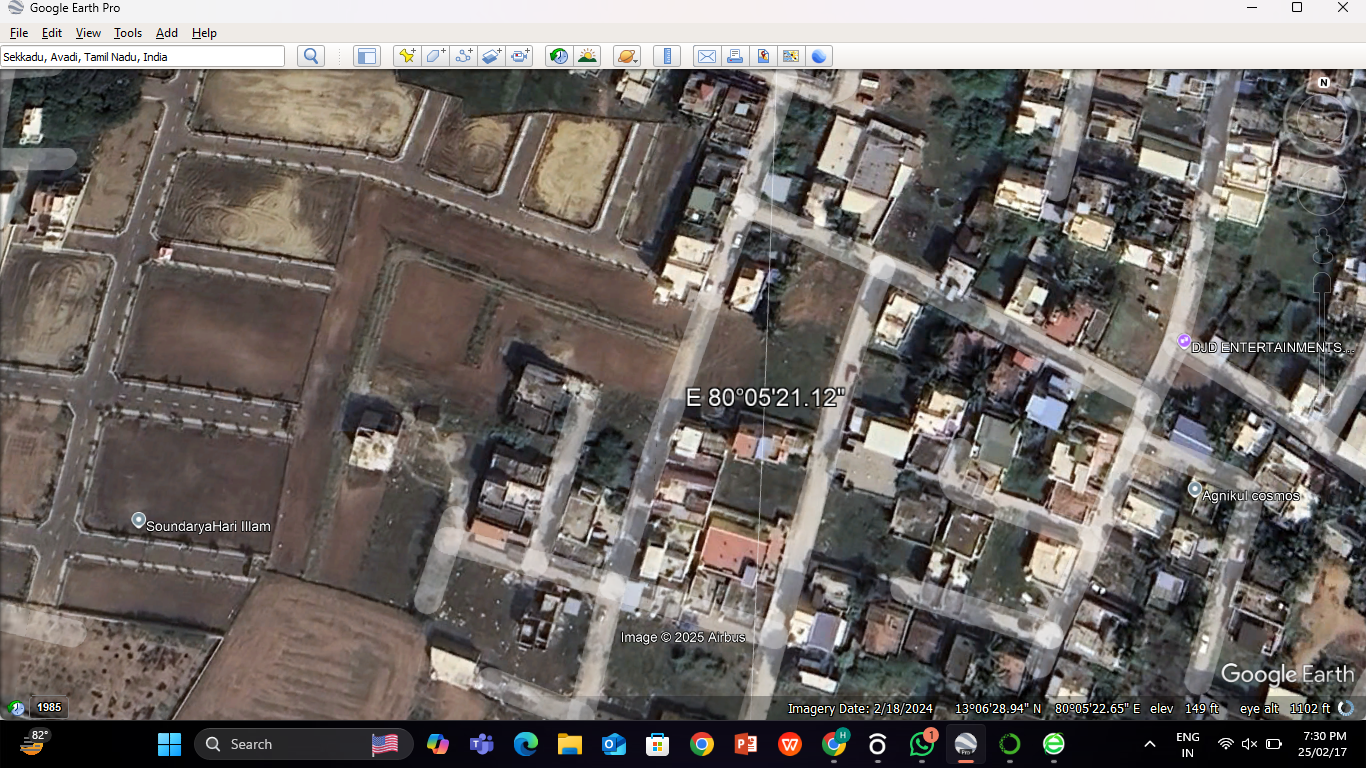 Google Earth Pro
File Edit View Tools Add Help
Sekkadu, Avadi, Tamil Nadu, India
N
DJD ENTERTAINMENTS...
E 80°05'21.12"
Agnikul cosmos
SoundaryaHari Illam
Image © 2025 Airbus
Google Earth
1985
Imagery Date: 2/18/2024 13°06'28.94" N 80°05'22.65" E elev 149 ft eye alt 1102 ft
82°
Search
H
1
Pro
ENG
IN
7:30 PM
25/02/17